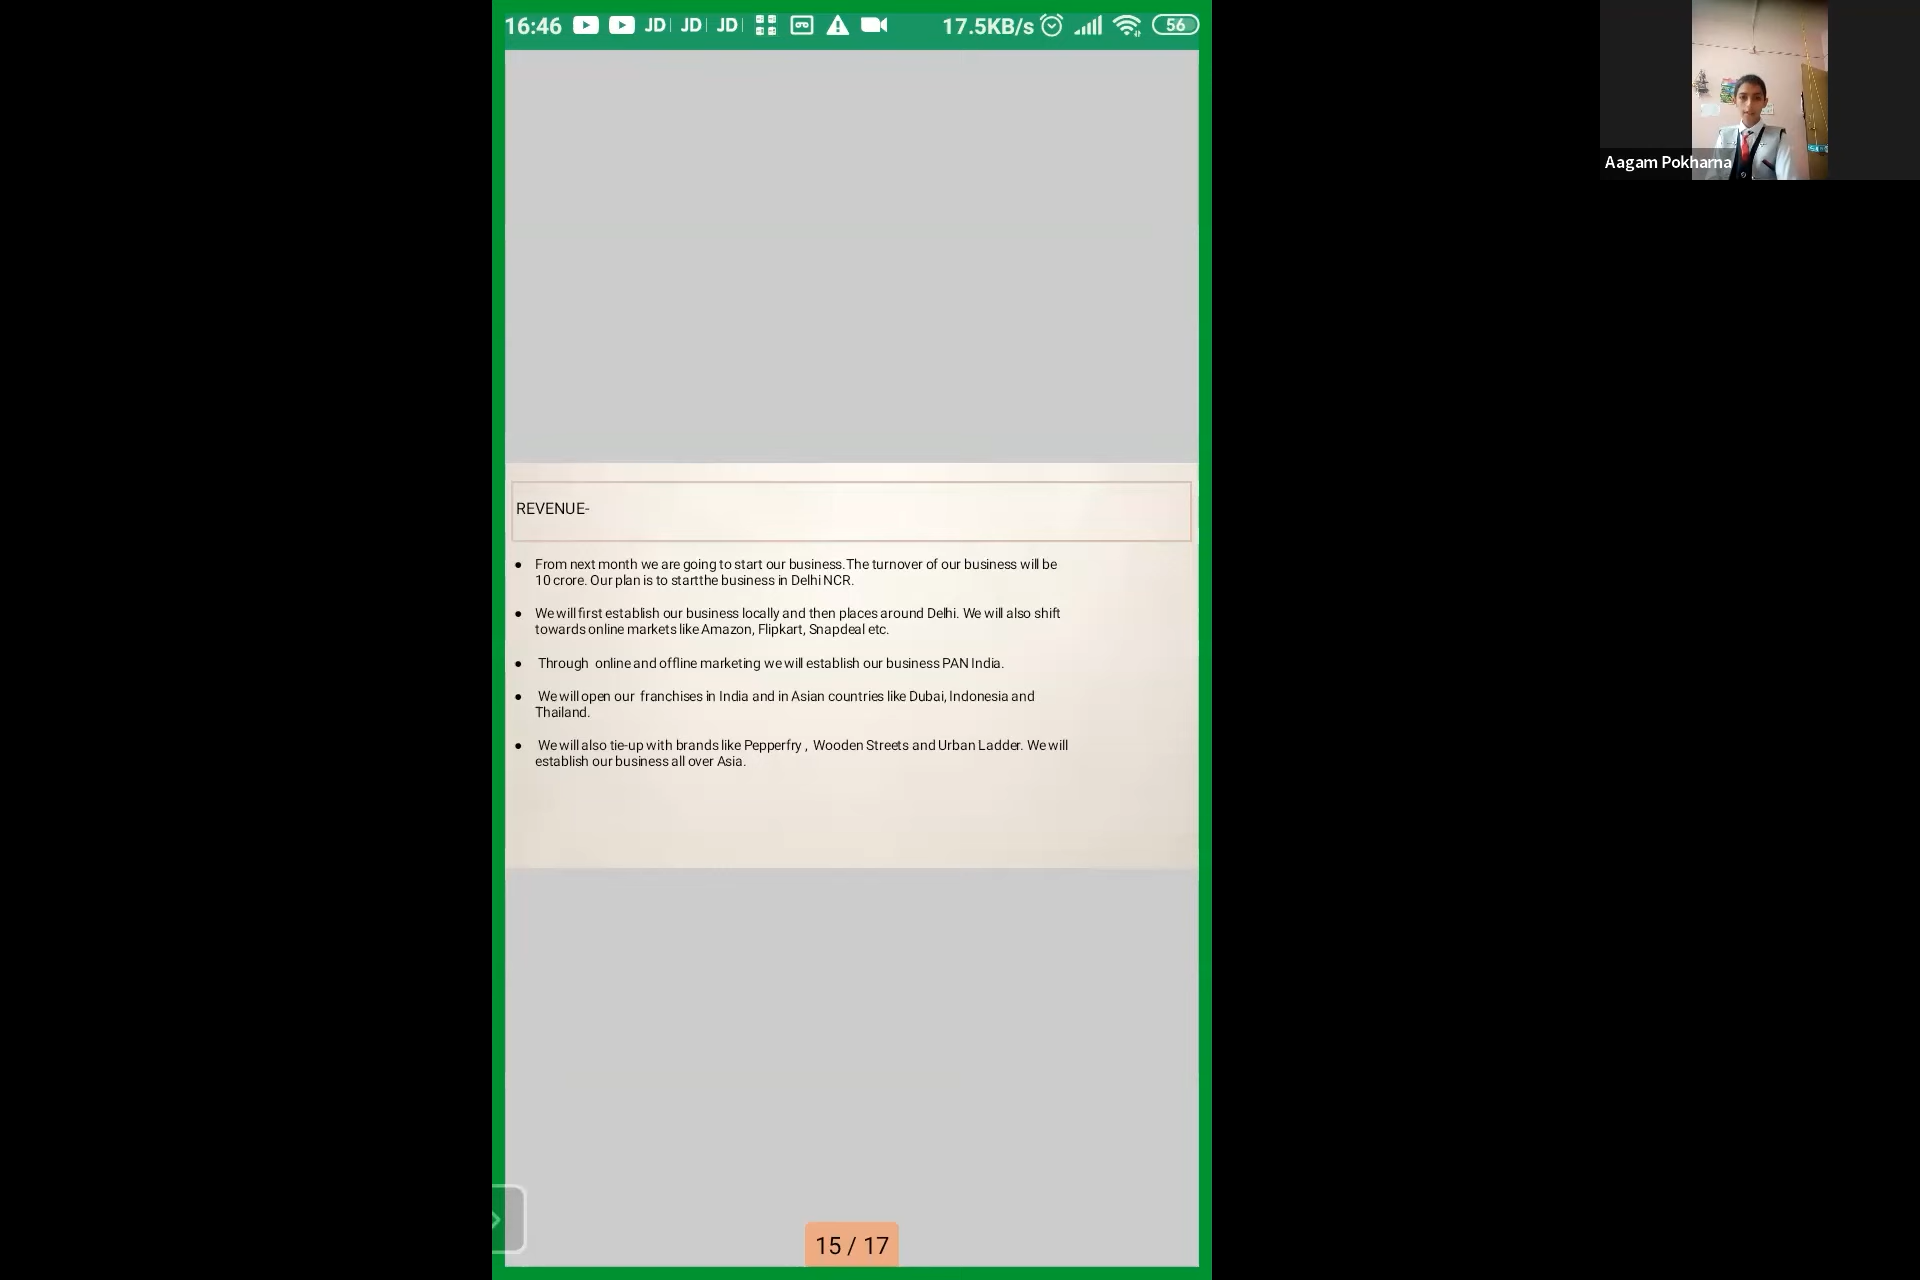 16:46 JD JD JD 17.5KB/s 56
Aagam Pokharna
REVENUE-
● From next month we are going to start our business.The turnover of our business will be
10 crore. Our plan is to startthe business in Delhi NCR.
● We will first establish our business locally and then places around Delhi. We will also shift
towards online markets like Amazon, Flipkart, Snapdeal etc.
● Through online and offline marketing we will establish our business PAN India.
● We will open our franchises in India and in Asian countries like Dubai, Indonesia and
Thailand.
● We will also tie-up with brands like Pepperfry , Wooden Streets and Urban Ladder. We will
establish our business all over Asia.
15 / 17